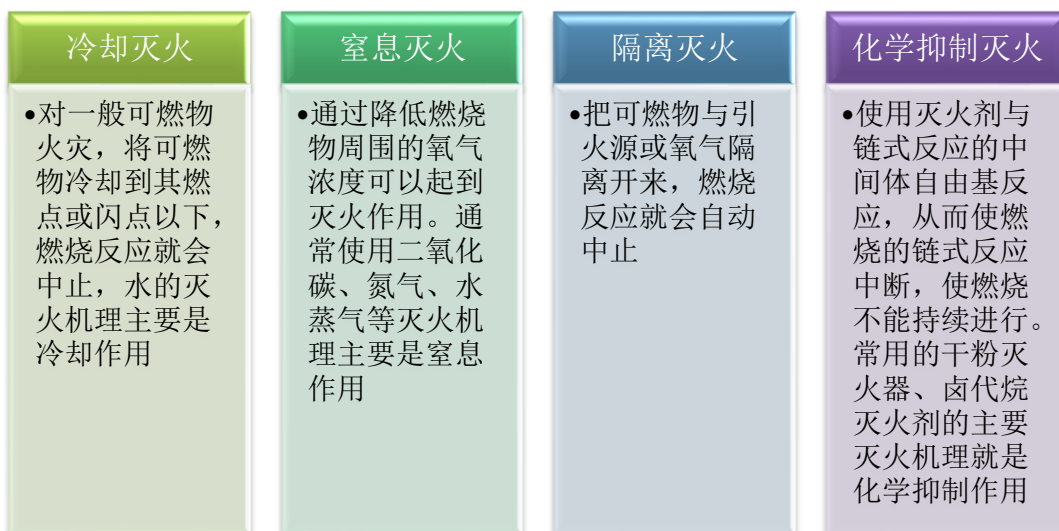 冷却灭火
•对一般可燃物
火灾，将可燃
物冷却到其燃
点或闪点以下，
燃烧反应就会
中止，水的灭
火机理主要是
冷却作用
窒息灭火
•通过降低燃烧
物周围的氧气
浓度可以起到
灭火作用。通
常使用二氧化
碳、氮气、水
蒸气等灭火机
理主要是窒息
作用
隔离灭火
•把可燃物与引
火源或氧气隔
离开来，燃烧
反应就会自动
中止
化学抑制灭火
•使用灭火剂与
链式反应的中
间体自由基反
应，从而使燃
烧的链式反应
中断，使燃烧
不能持续进行。
常用的干粉灭
火器、卤代烷
灭火剂的主要
灭火机理就是
化学抑制作用